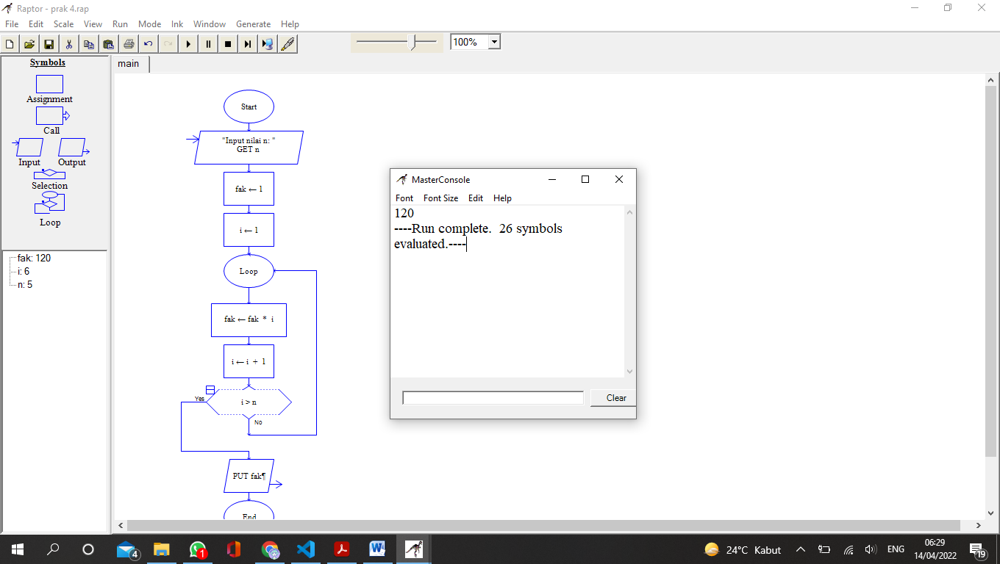 Raptor - prak 4.rap
File Edit Scale View Run Mode Ink Window Generate Help
100%
Symbols
Assignment
Call
Input Output
Selection
Loop
fak: 120
i: 6
n: 5
main
Start
"Input nilai n: "
GET n
fak ← 1
i ← 1
Loop
fak ← fak * i
i ← i + 1
i > n
Yes
No
PUT fak¶
End
MasterConsole
Font Font Size Edit Help
120
----Run complete. 26 symbols
evaluated.----
Clear
4
1
24°C Kabut
ENG
06:29
14/04/2022
19